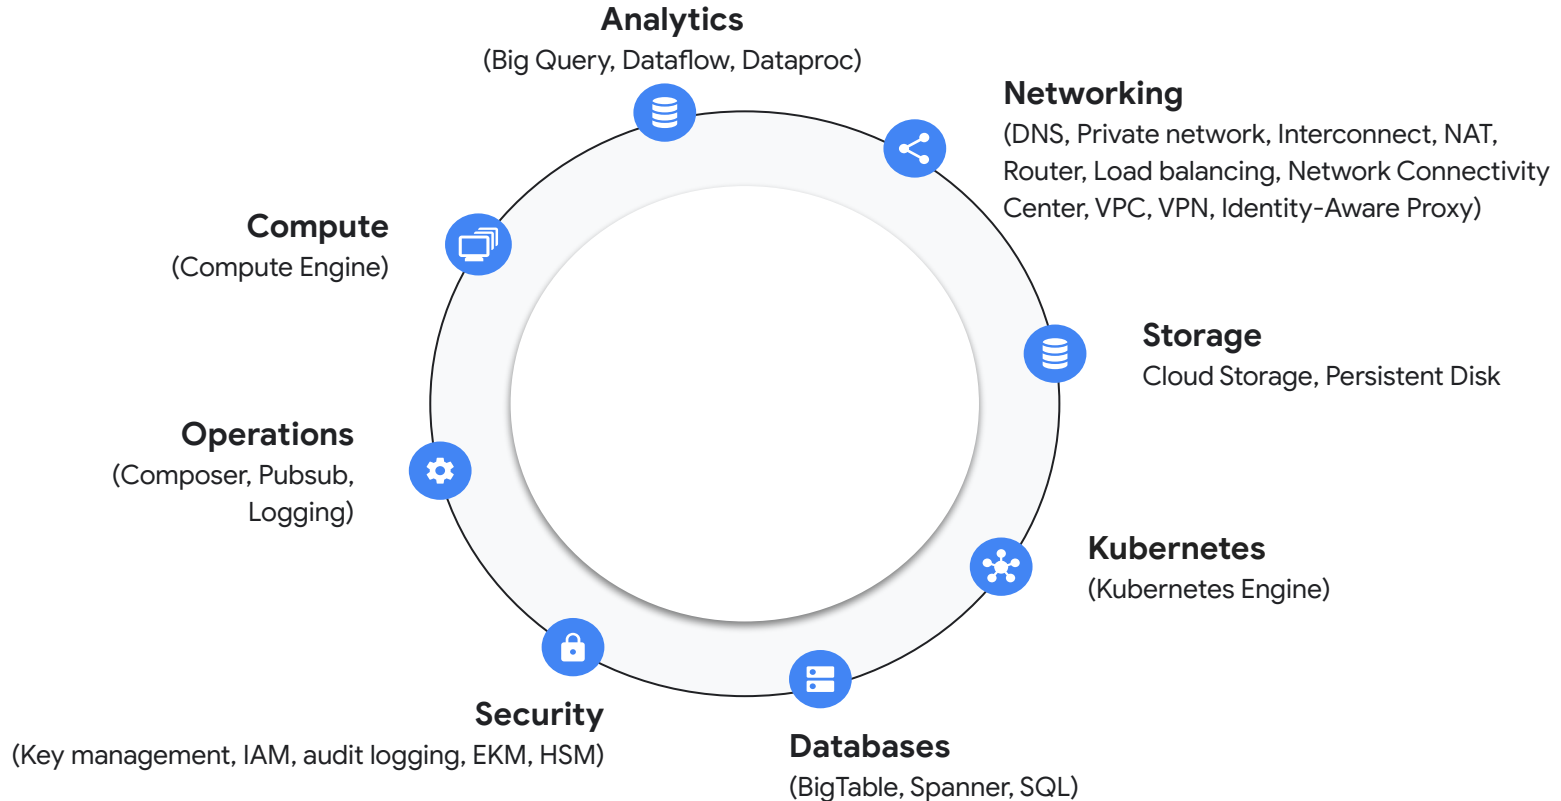 Analytics
(Big Query, Dataflow, Dataproc)
Networking
(DNS, Private network, Interconnect, NAT,
Router, Load balancing, Network Connectivity
Center, VPC, VPN, Identity-Aware Proxy)
Compute
(Compute Engine)
Storage
Cloud Storage, Persistent Disk
Operations
(Composer, Pubsub,
Logging)
Kubernetes
(Kubernetes Engine)
Security
(Key management, IAM, audit logging, EKM, HSM)
Databases
(BigTable, Spanner, SQL)